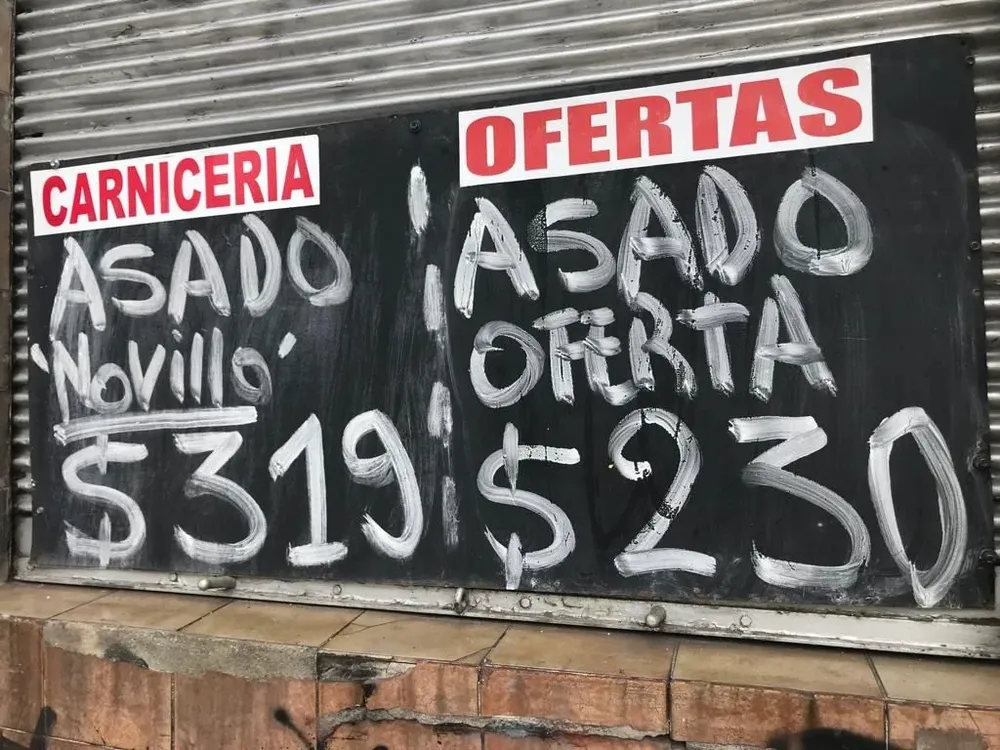 CARNICERIA
ASADO
'Novillo'
$319
OFERTAS
ASADO
OFERTA
$230